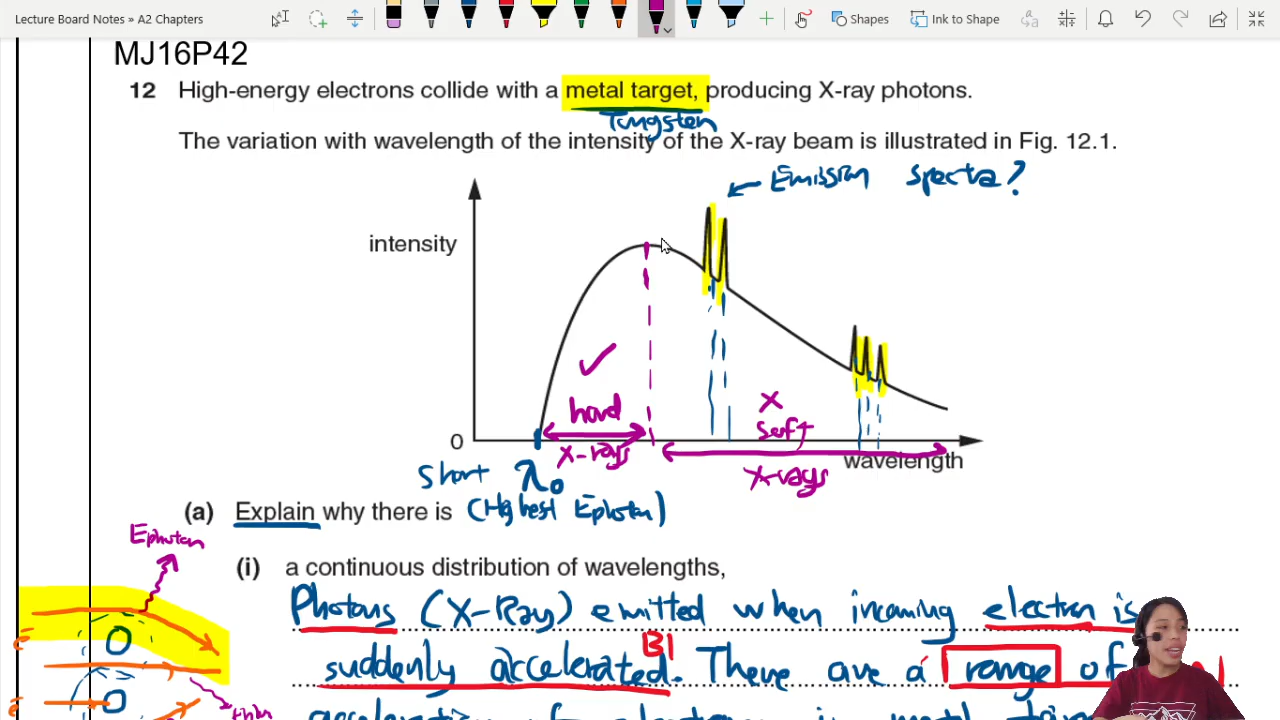 Lecture Board Notes » A2 Chapters
Shapes
Ink to Shape
MJ16P42
12 High-energy electrons collide with a metal target, producing X-ray photons.
Tungsten
The variation with wavelength of the intensity of the X-ray beam is illustrated in Fig. 12.1.
Emission Spectra?
intensity
hard
X
Soft
0
X-rays
wavelength
Short λ₀
X-rays
(a) Explain why there is (Highest Ephoton)
Ephoton
(i) a continuous distribution of wavelengths,
Photons (X-Ray) emitted when incoming electron is
B1
e⁻
suddenly accelerated. There are a range of